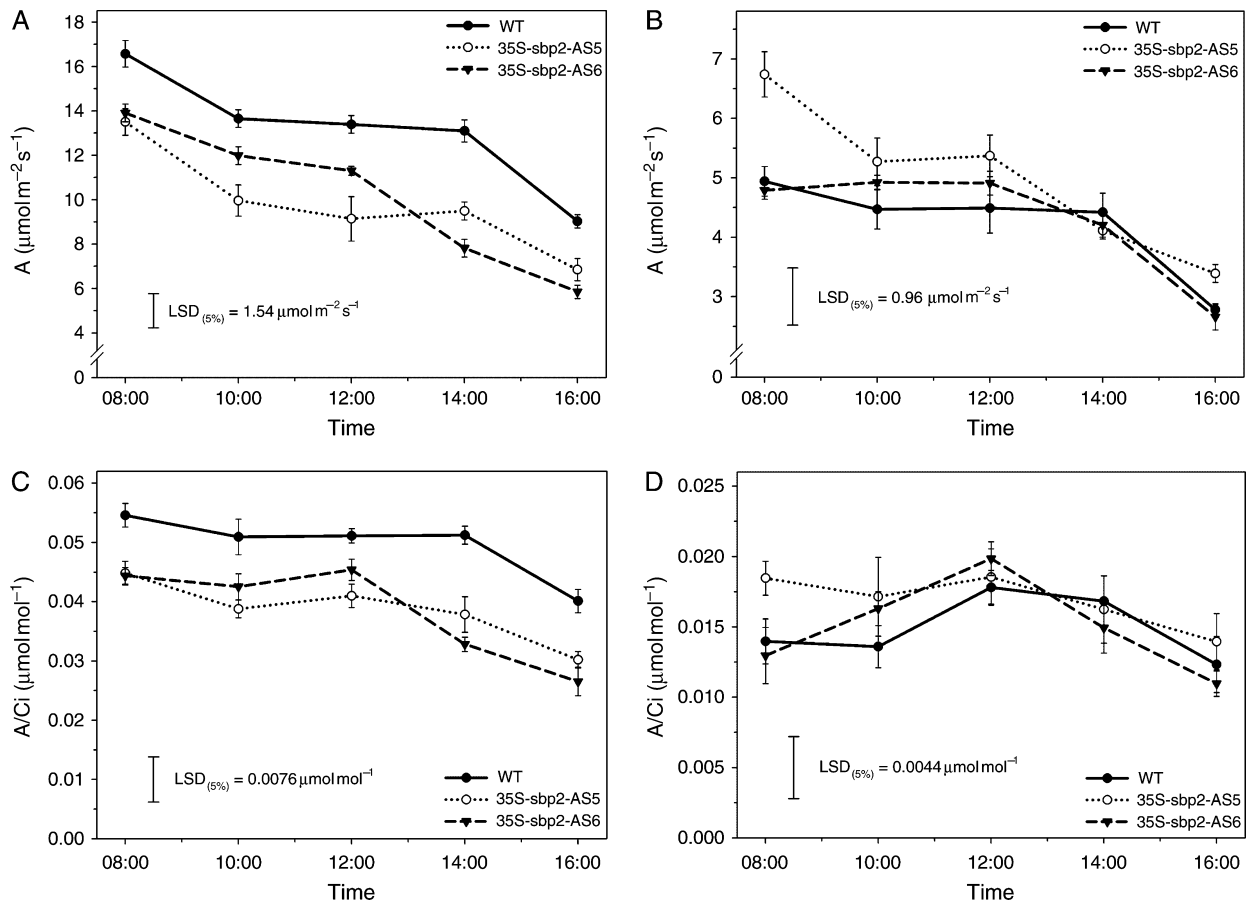 A
A (μmol m⁻² s⁻¹)
18
16
14
12
10
8
6
4
0
WT
35S-sbp2-AS5
35S-sbp2-AS6
LSD (5%) = 1.54 μmol m⁻² s⁻¹
08:00 10:00 12:00 14:00 16:00
Time
B
A (μmol m⁻² s⁻¹)
7
6
5
4
3
0
WT
35S-sbp2-AS5
35S-sbp2-AS6
LSD (5%) = 0.96 μmol m⁻² s⁻¹
08:00 10:00 12:00 14:00 16:00
Time
C
A/Ci (μmol mol⁻¹)
0.06
0.05
0.04
0.03
0.02
0.01
0.00
LSD (5%) = 0.0076 μmol mol⁻¹
WT
35S-sbp2-AS5
35S-sbp2-AS6
08:00 10:00 12:00 14:00 16:00
Time
D
A/Ci (μmol mol⁻¹)
0.025
0.020
0.015
0.010
0.005
0.000
LSD (5%) = 0.0044 μmol mol⁻¹
WT
35S-sbp2-AS5
35S-sbp2-AS6
08:00 10:00 12:00 14:00 16:00
Time